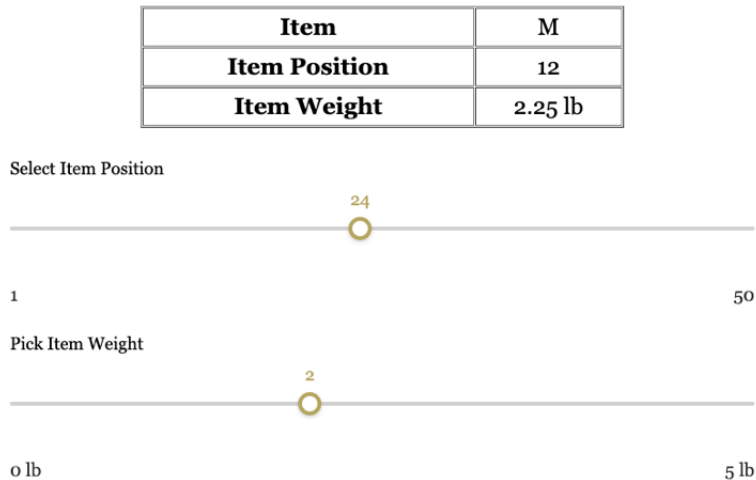 Item M
Item Position 12
Item Weight 2.25 lb
Select Item Position
24
1 50
Pick Item Weight
2
0 lb 5 lb